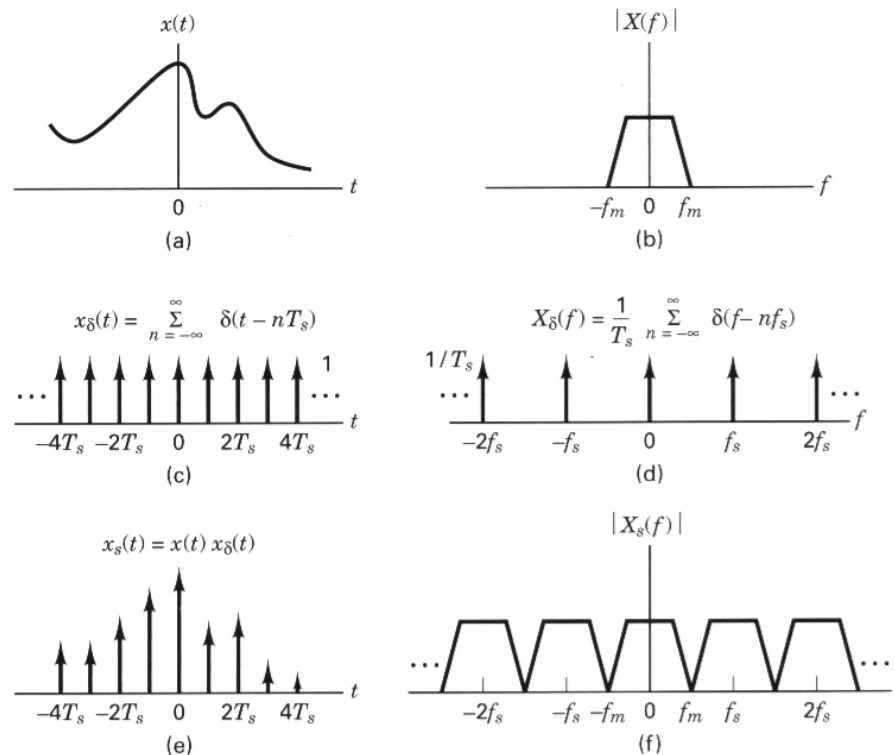 x(t)
t
0
(a)
|X(f)|
f
−f_m 0 f_m
(b)
x_δ(t) = ∑_{n = −∞}^{∞} δ(t − nT_s)
1
... ...
t
−4T_s −2T_s 0 2T_s 4T_s
(c)
X_δ(f) = 1/T_s ∑_{n = −∞}^{∞} δ(f− nf_s)
1/T_s
... ...
f
−2f_s −f_s 0 f_s 2f_s
(d)
x_s(t) = x(t) x_δ(t)
t
−4T_s −2T_s 0 2T_s 4T_s
(e)
|X_s(f)|
... ...
f
−2f_s −f_s −f_m 0 f_m f_s 2f_s
(f)